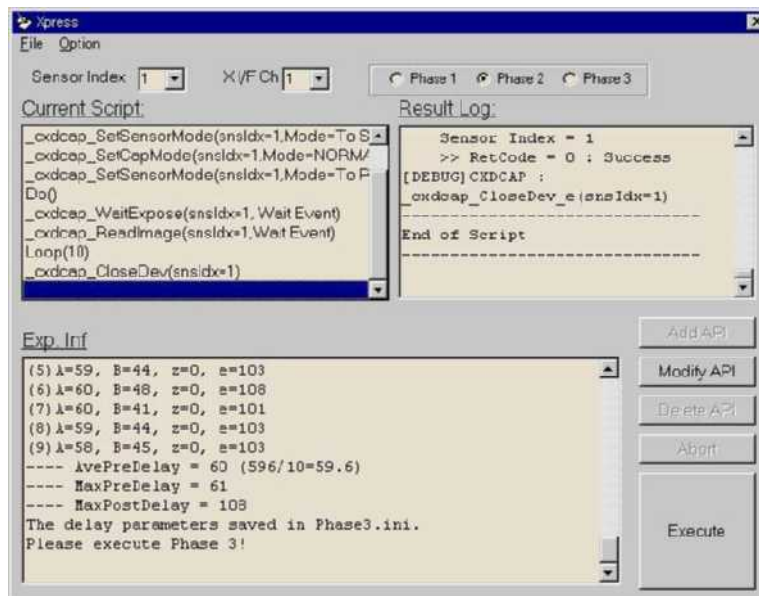 Xpress
File Option
Sensor Index 1 X I/F Ch 1 Phase 1 Phase 2 Phase 3
Current Script:
_cxdcap_SetSensorMode(snsIdx=1,Mode=To S
_cxdcap_SetCapMode(snsIdx=1,Mode=NORMA
_cxdcap_SetSensorMode(snsIdx=1,Mode=To P
Do()
_cxdcap_WaitExpose(snsIdx=1, Wait Event)
_cxdcap_ReadImage(snsIdx=1,Wait Event)
Loop(10)
_cxdcap_CloseDev(snsIdx=1)
Result Log:
Sensor Index = 1
>> RetCode = 0 : Success
[DEBUG] CXDCAP :
_cxdcap_CloseDev_e(snsIdx=1)
------------------------------
End of Script
------------------------------
Exp. Inf
(5) A=59, B=44, z=0, e=103
(6) A=60, B=48, z=0, e=108
(7) A=60, B=41, z=0, e=101
(8) A=59, B=44, z=0, e=103
(9) A=58, B=45, z=0, e=103
---- AvePreDelay = 60 (596/10=59.6)
---- MaxPreDelay = 61
---- MaxPostDelay = 108
The delay parameters saved in Phase3.ini.
Please execute Phase 3!
Add API
Modify API
Delete API
Abort
Execute